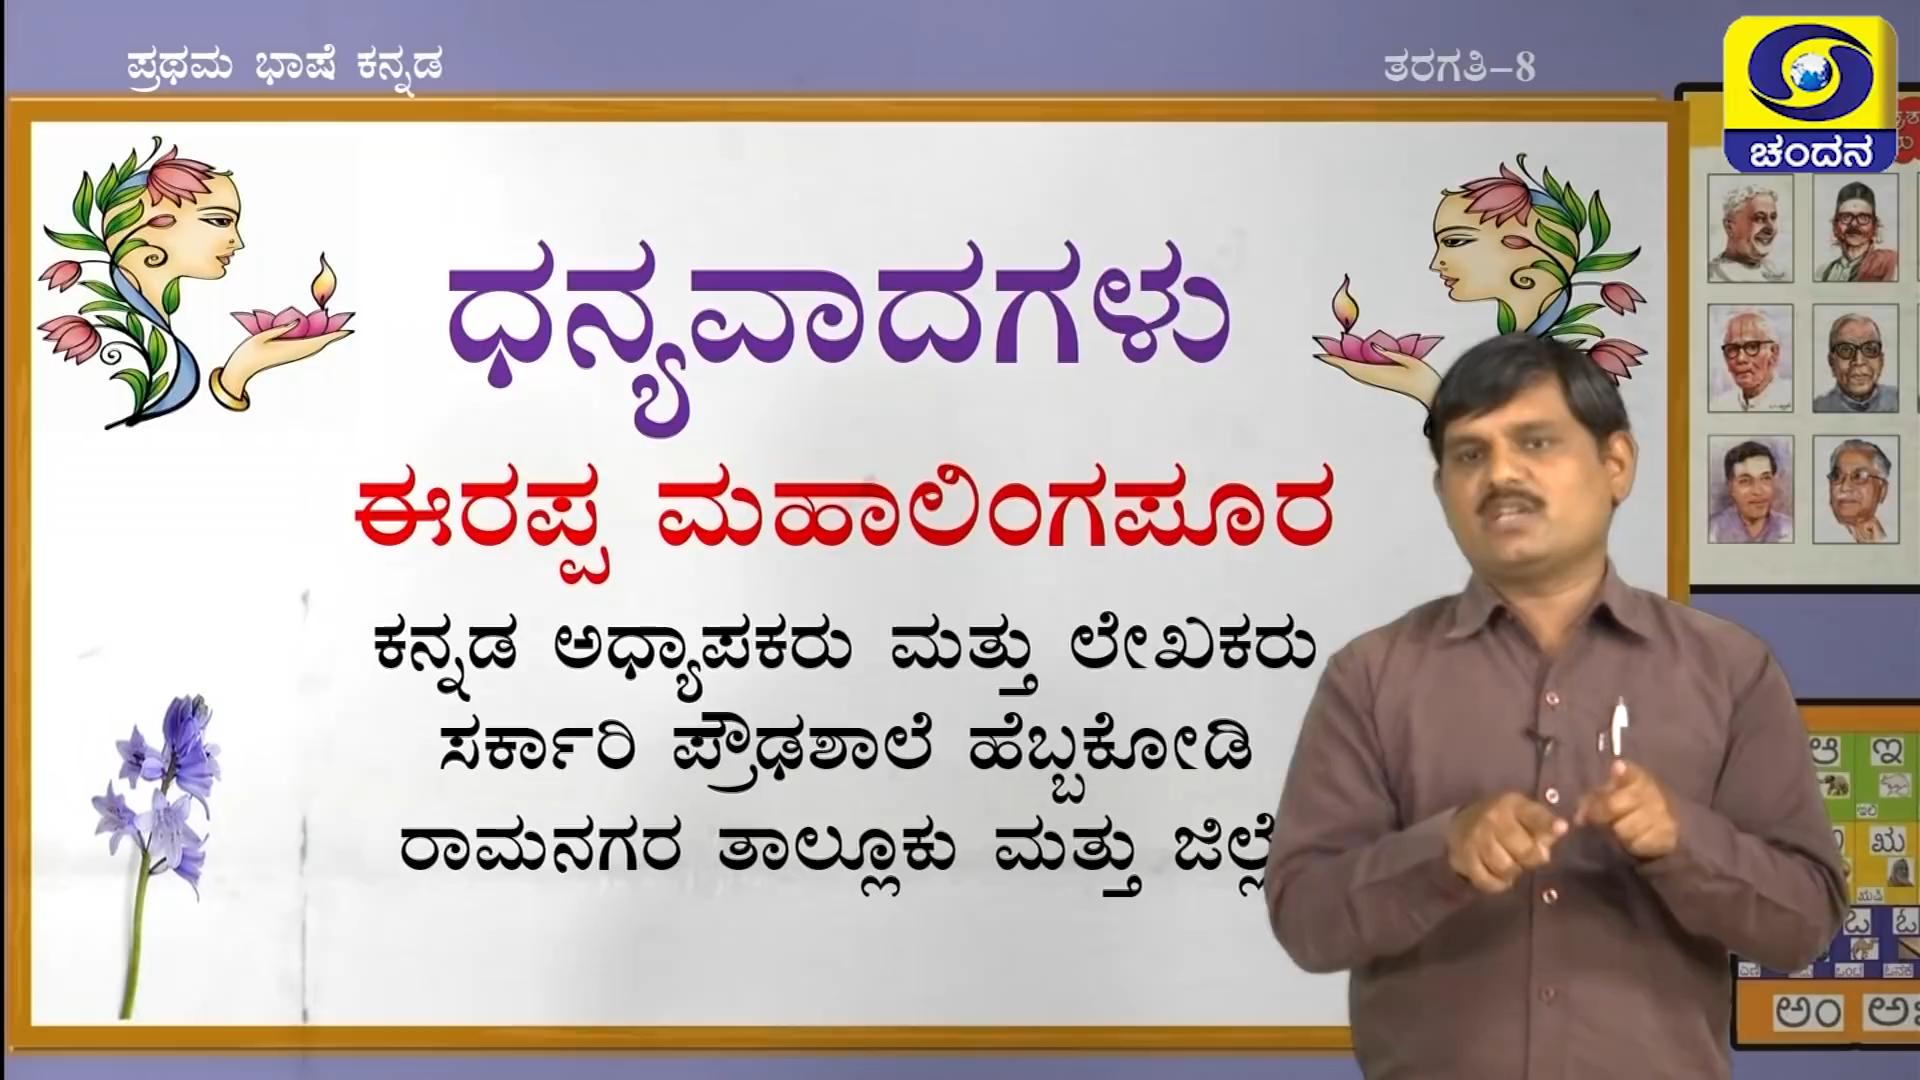 ಪ್ರಥಮ ಭಾಷೆ ಕನ್ನಡ
ತರಗತಿ–8
ಚಂದನ
ಧನ್ಯವಾದಗಳು
ಈರಪ್ಪ ಮಹಾಲಿಂಗಪೂರ
ಕನ್ನಡ ಅಧ್ಯಾಪಕರು ಮತ್ತು ಲೇಖಕರು
ಸರ್ಕಾರಿ ಪ್ರೌಢಶಾಲೆ ಹೆಬ್ಬಕೋಡಿ
ರಾಮನಗರ ತಾಲ್ಲೂಕು ಮತ್ತು ಜಿಲ್ಲೆ
ಆ ಇ
ಋ
ಒ ಓ
ಅಂ